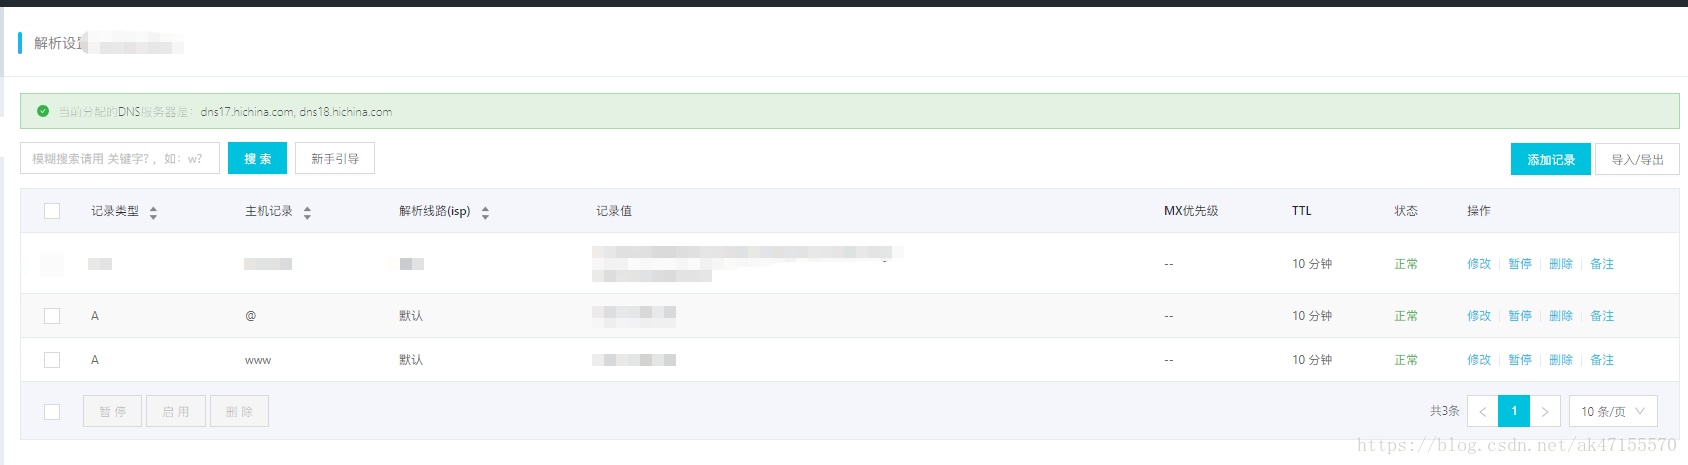 解析设置
当前分配的DNS服务器是： dns17.hichina.com, dns18.hichina.com
模糊搜索请用 关键字? ，如：w? 搜 索 新手引导 添加记录 导入/导出
记录类型 主机记录 解析线路(isp) 记录值 MX优先级 TTL 状态 操作
-- 10 分钟 正常 修改 暂停 删除 备注
A @ 默认 -- 10 分钟 正常 修改 暂停 删除 备注
A www 默认 -- 10 分钟 正常 修改 暂停 删除 备注
暂 停 启 用 删 除 共3条 < 1 > 10 条/页
https://blog.csdn.net/ak47155570